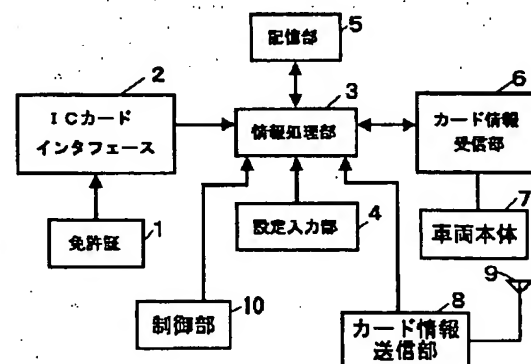 5
記憶部
2
ICカード
インタフェース
3
情報処理部
6
カード情報
受信部
1
免許証
4
設定入力部
7
車両本体
10
制御部
8
カード情報
送信部
9